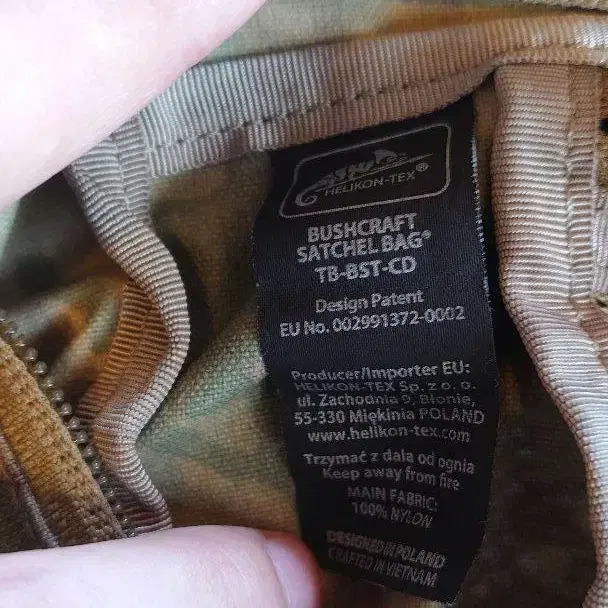 HELIKON-TEX®
BUSHCRAFT
SATCHEL BAG®
TB-BST-CD
Design Patent
EU No. 002991372-0002
Producer/Importer EU:
HELIKON-TEX Sp. z o. o.
ul. Zachodnia 9, Błonie,
55-330 Miękinia POLAND
www.helikon-tex.com
Trzymać z dala od ognia
Keep away from fire
MAIN FABRIC:
100% NYLON
DESIGNED IN POLAND
CRAFTED IN VIETNAM